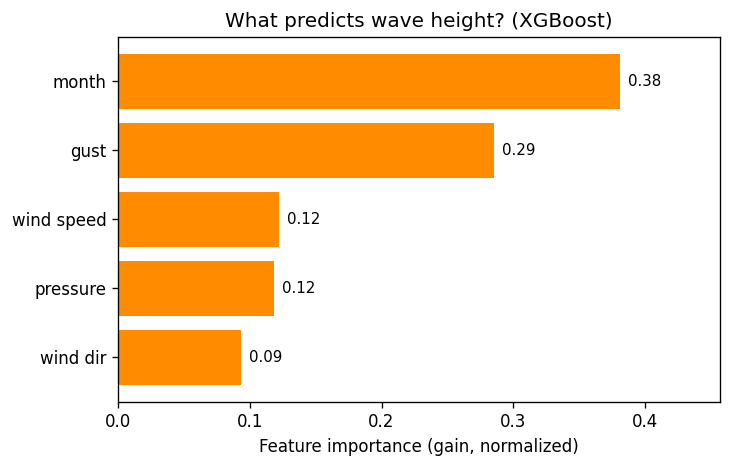 What predicts wave height? (XGBoost)
month
0.38
gust
0.29
wind speed
0.12
pressure
0.12
wind dir
0.09
0.0 0.1 0.2 0.3 0.4
Feature importance (gain, normalized)